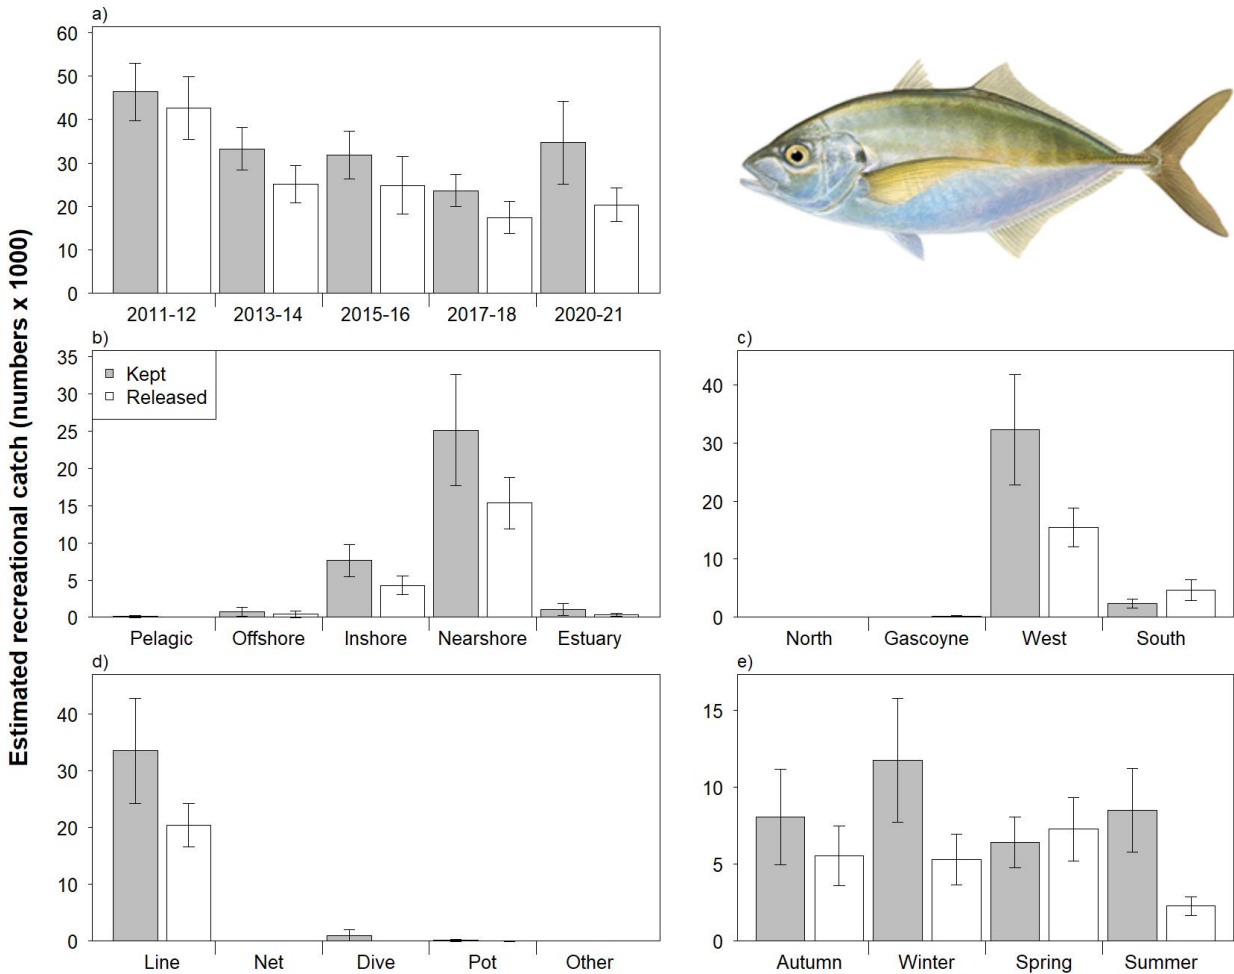 Estimated recreational catch (numbers x 1000)
a)
60
50
40
30
20
10
0
2011-12 2013-14 2015-16 2017-18 2020-21
b)
Kept
Released
35
30
25
20
15
10
5
0
Pelagic Offshore Inshore Nearshore Estuary
c)
40
30
20
10
0
North Gascoyne West South
d)
40
30
20
10
0
Line Net Dive Pot Other
e)
15
10
5
0
Autumn Winter Spring Summer